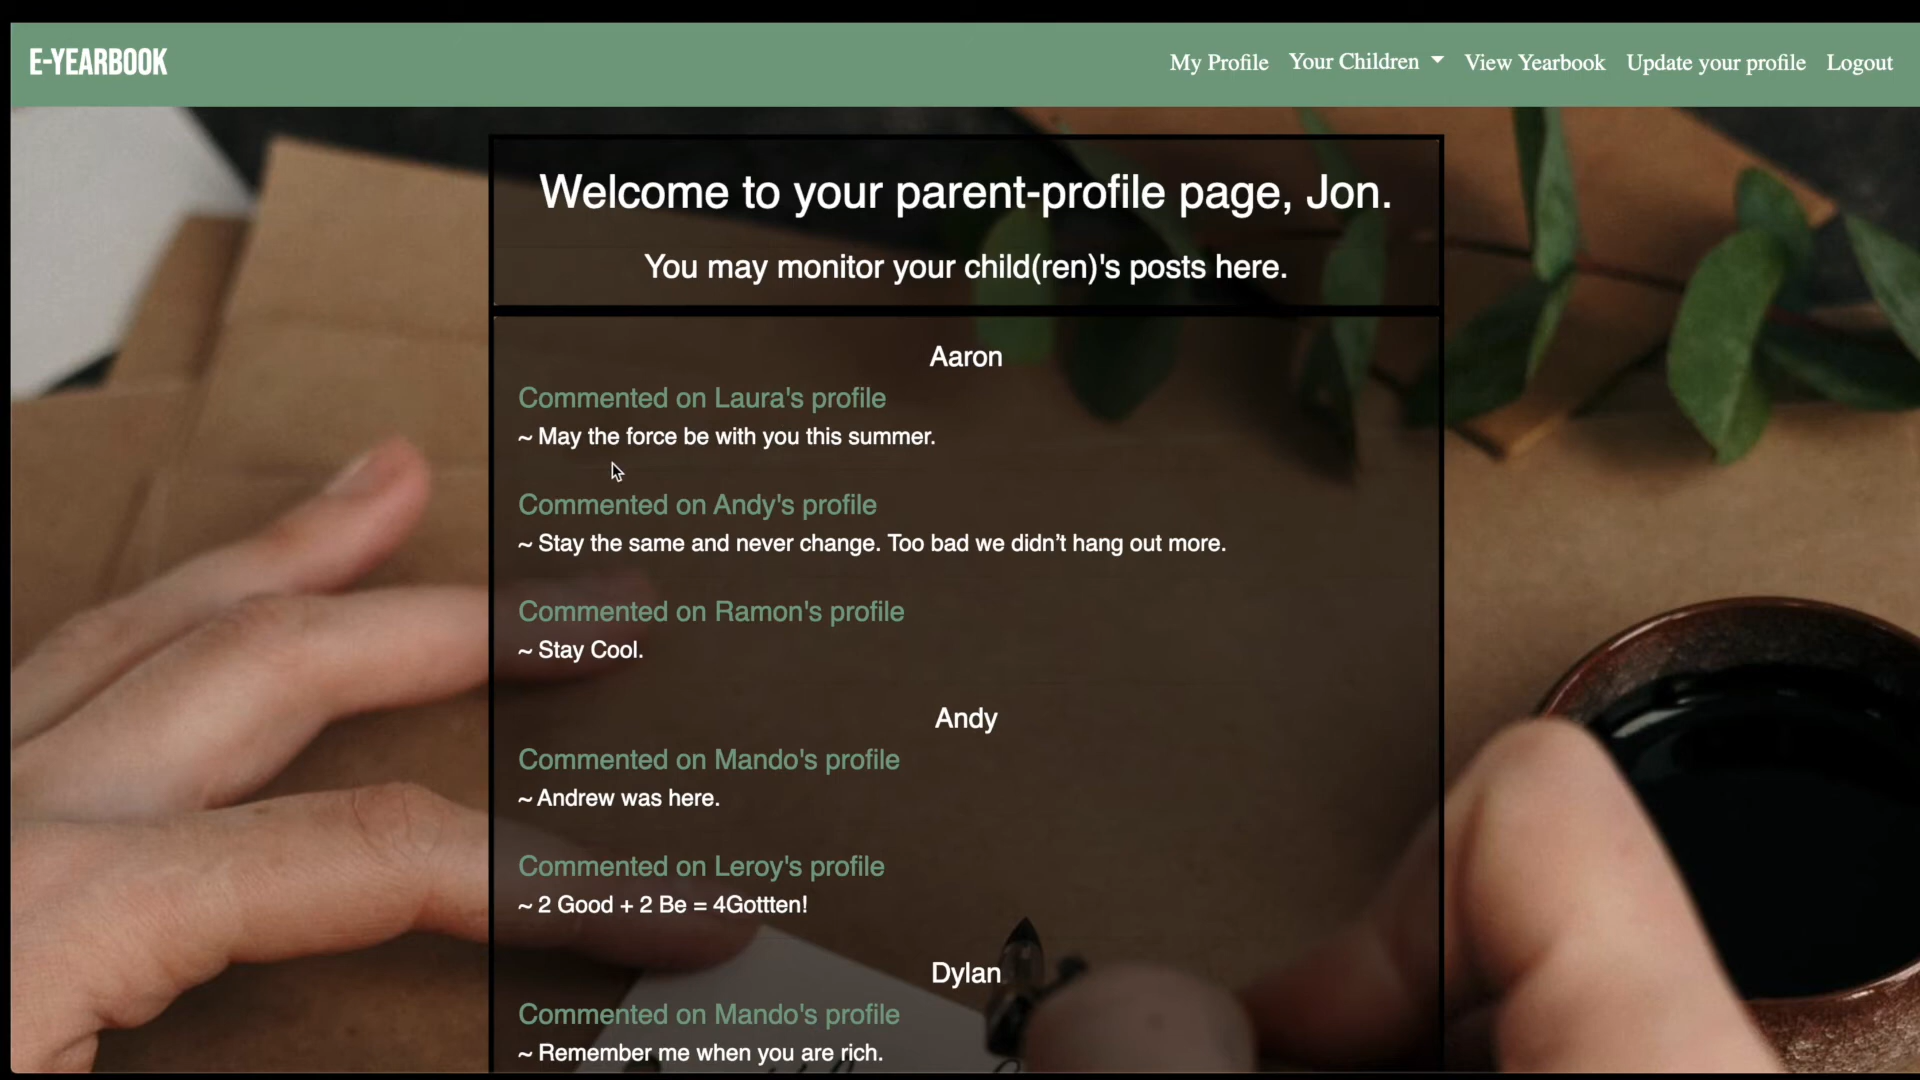 E-YEARBOOK
My Profile Your Children View Yearbook Update your profile Logout
Welcome to your parent-profile page, Jon.
You may monitor your child(ren)'s posts here.
Aaron
Commented on Laura's profile
~ May the force be with you this summer.
Commented on Andy's profile
~ Stay the same and never change. Too bad we didn’t hang out more.
Commented on Ramon's profile
~ Stay Cool.
Andy
Commented on Mando's profile
~ Andrew was here.
Commented on Leroy's profile
~ 2 Good + 2 Be = 4Gottten!
Dylan
Commented on Mando's profile
~ Remember me when you are rich.